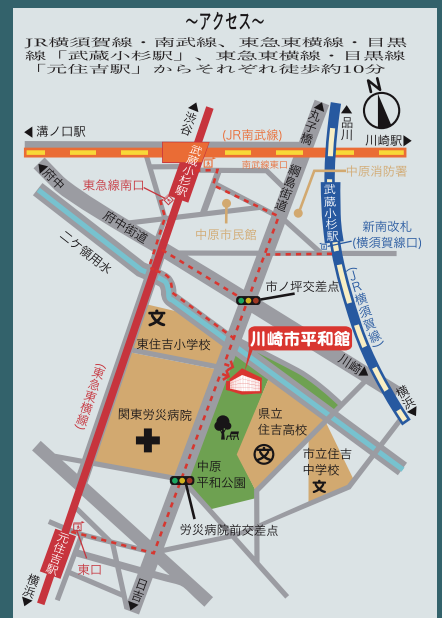 ～アクセス～
JR横須賀線・南武線、東急東横線・目黒
線「武蔵小杉駅」、東急東横線・目黒線
「元住吉駅」からそれぞれ徒歩約10分
渋谷
丸子橋
品川
N
溝ノ口駅
(JR南武線)
川崎駅
武蔵小杉駅
南武線東口
綱島街道
中原消防署
府中
東急線南口
武蔵小杉駅
府中街道
中原市民館
新南改札
(横須賀線口)
二ケ領用水
市ノ坪交差点
(JR横須賀線)
文
東住吉小学校
川崎市平和館
川崎
(東急東横線)
横浜
関東労災病院
県立
住吉高校
文
中原
平和公園
市立住吉
中学校
文
労災病院前交差点
元住吉駅
東口
横浜
日吉